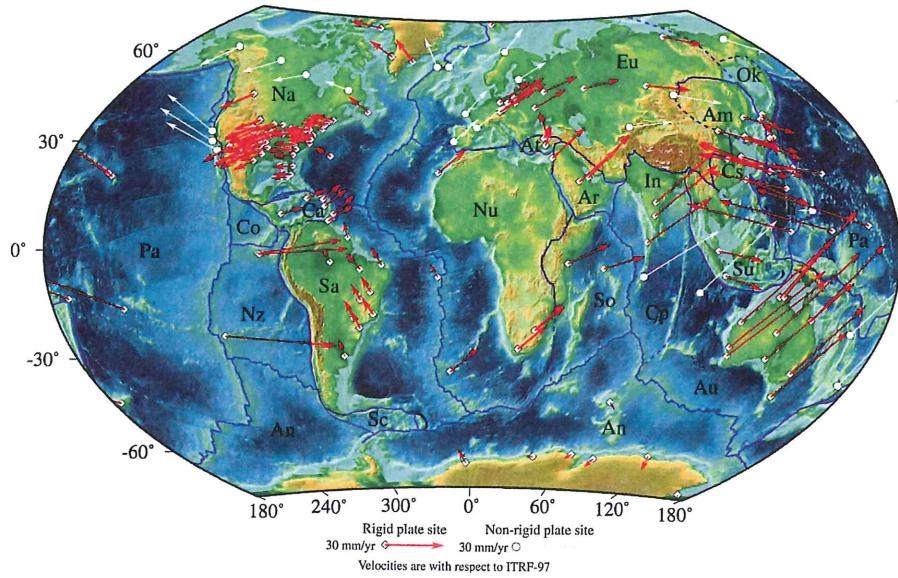 60°
Eu
Ok
Na
Am
30°
At
Cs
Ar
In
Ca
Nu
Co
0°
Pa
Pa
Su
Sa
Nz
So
Cp
-30°
Au
Sc
An
An
-60°
180° 240° 300° 0° 60° 120° 180°
Rigid plate site Non-rigid plate site
30 mm/yr 30 mm/yr
Velocities are with respect to ITRF-97